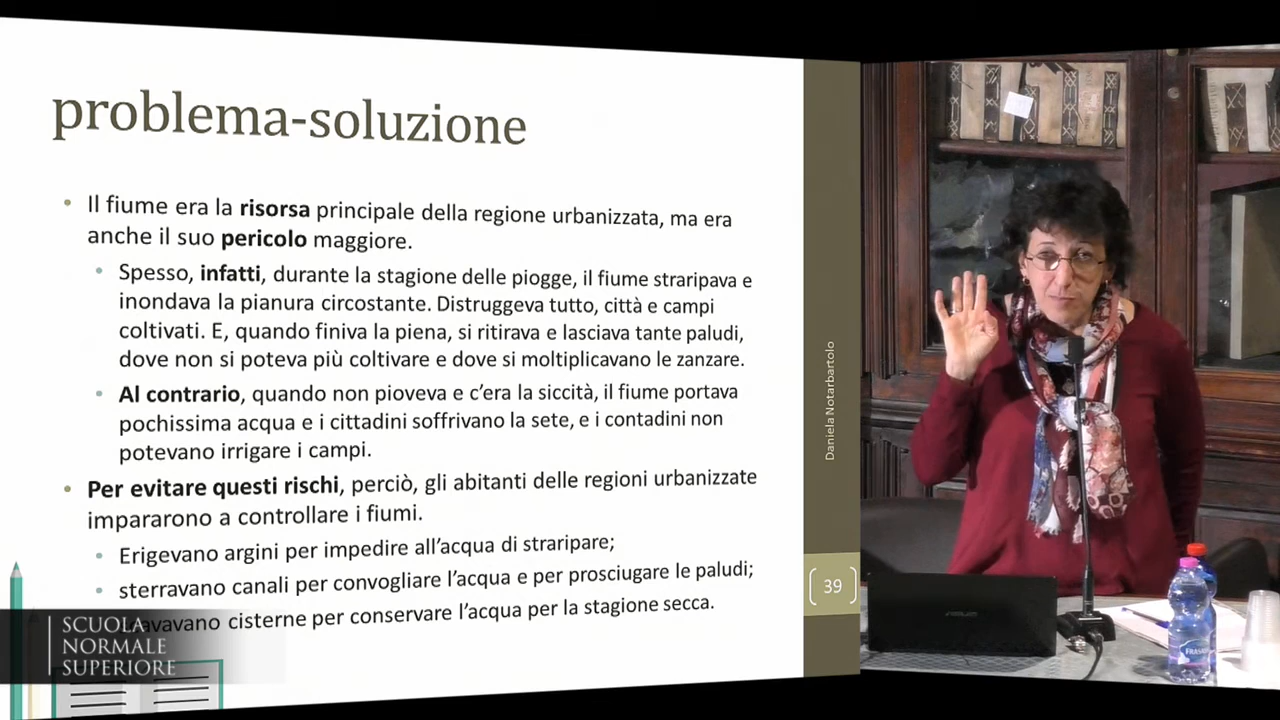 problema-soluzione
• Il fiume era la risorsa principale della regione urbanizzata, ma era
anche il suo pericolo maggiore.
• Spesso, infatti, durante la stagione delle piogge, il fiume straripava e
inondava la pianura circostante. Distruggeva tutto, città e campi
coltivati. E, quando finiva la piena, si ritirava e lasciava tante paludi,
dove non si poteva più coltivare e dove si moltiplicavano le zanzare.
• Al contrario, quando non pioveva e c'era la siccità, il fiume portava
pochissima acqua e i cittadini soffrivano la sete, e i contadini non
potevano irrigare i campi.
• Per evitare questi rischi, perciò, gli abitanti delle regioni urbanizzate
impararono a controllare i fiumi.
• Erigevano argini per impedire all'acqua di straripare;
• sterravano canali per convogliare l'acqua e per prosciugare le paludi;
cisterne per conservare l'acqua per la stagione secca.
Daniela Notarbartolo
39
SCUOLA
NORMALE
SUPERIORE
ASUS